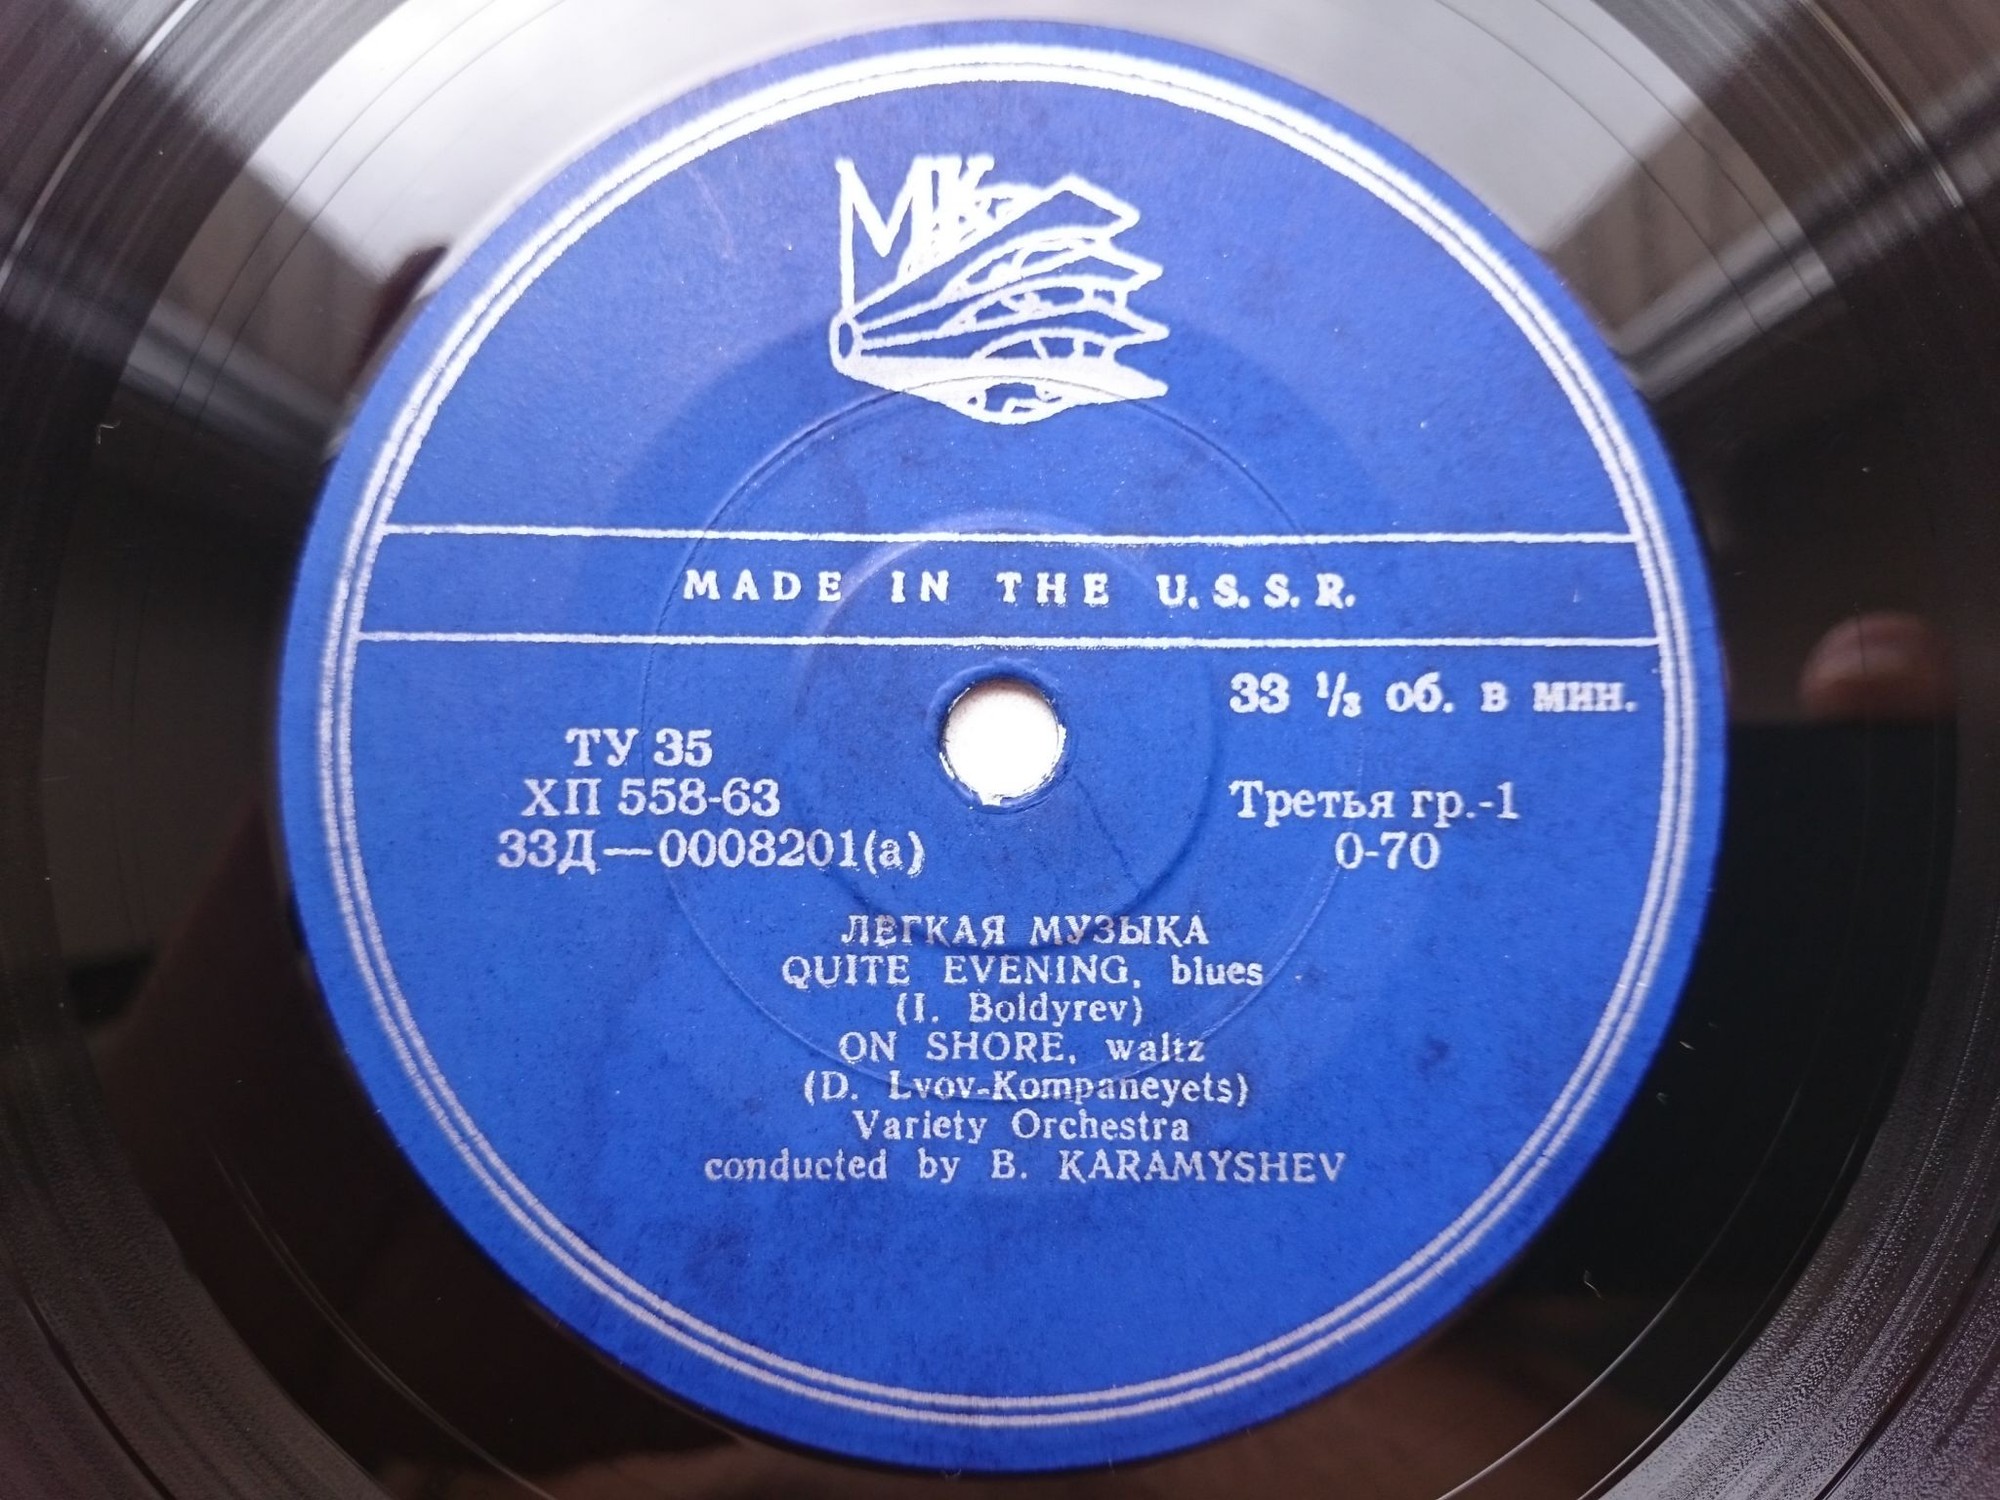 МК
MADE IN THE U.S.S.R.
33 1/3 об. в мин.
ТУ 35
ХП 558-63
33Д—0008201(а)
Третья гр.-1
0-70
ЛЕГКАЯ МУЗЫКА
QUITE EVENING, blues
(I. Boldyrev)
ON SHORE, waltz
(D. Lvov-Kompaneyets)
Variety Orchestra
conducted by B. KARAMYSHEV